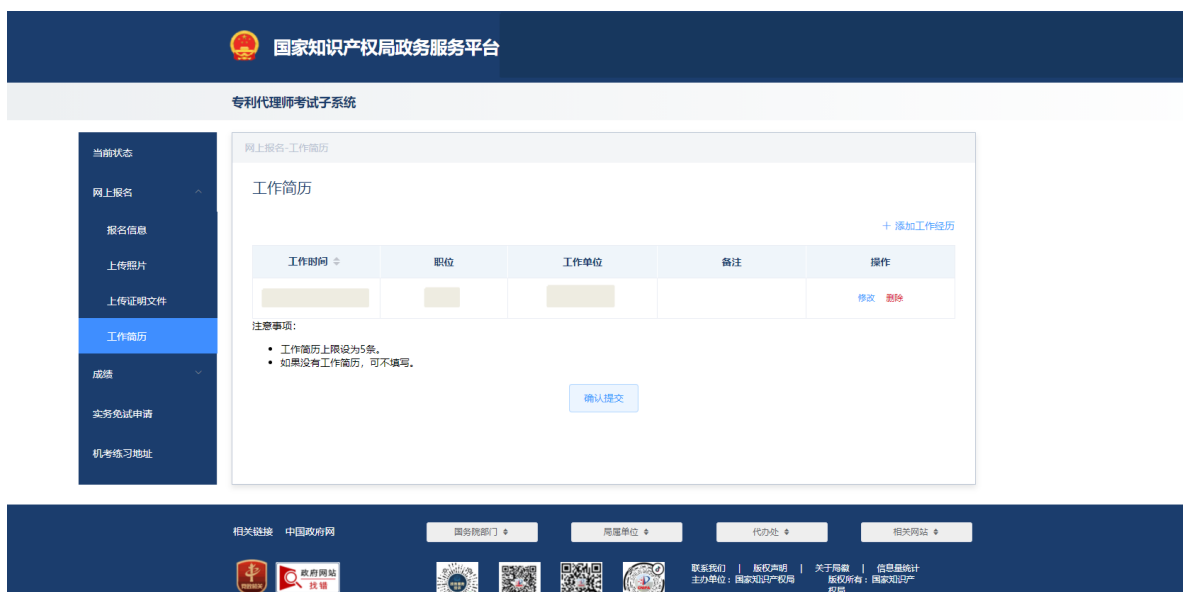 国家知识产权局政务服务平台
专利代理师考试子系统
当前状态
网上报名
报名信息
上传照片
上传证明文件
工作简历
成绩
实务免试申请
机考练习地址
网上报名-工作简历
工作简历
+ 添加工作经历
工作时间 职位 工作单位 备注 操作
修改 删除
注意事项：
• 工作简历上限设为5条。
• 如果没有工作简历，可不填写。
确认提交
相关链接 中国政府网 国务院部门 局属单位 代办处 相关网站
政府网站
找错
联系我们 | 版权声明 | 关于局徽 | 信息量统计
主办单位：国家知识产权局 版权所有：国家知识产
权局